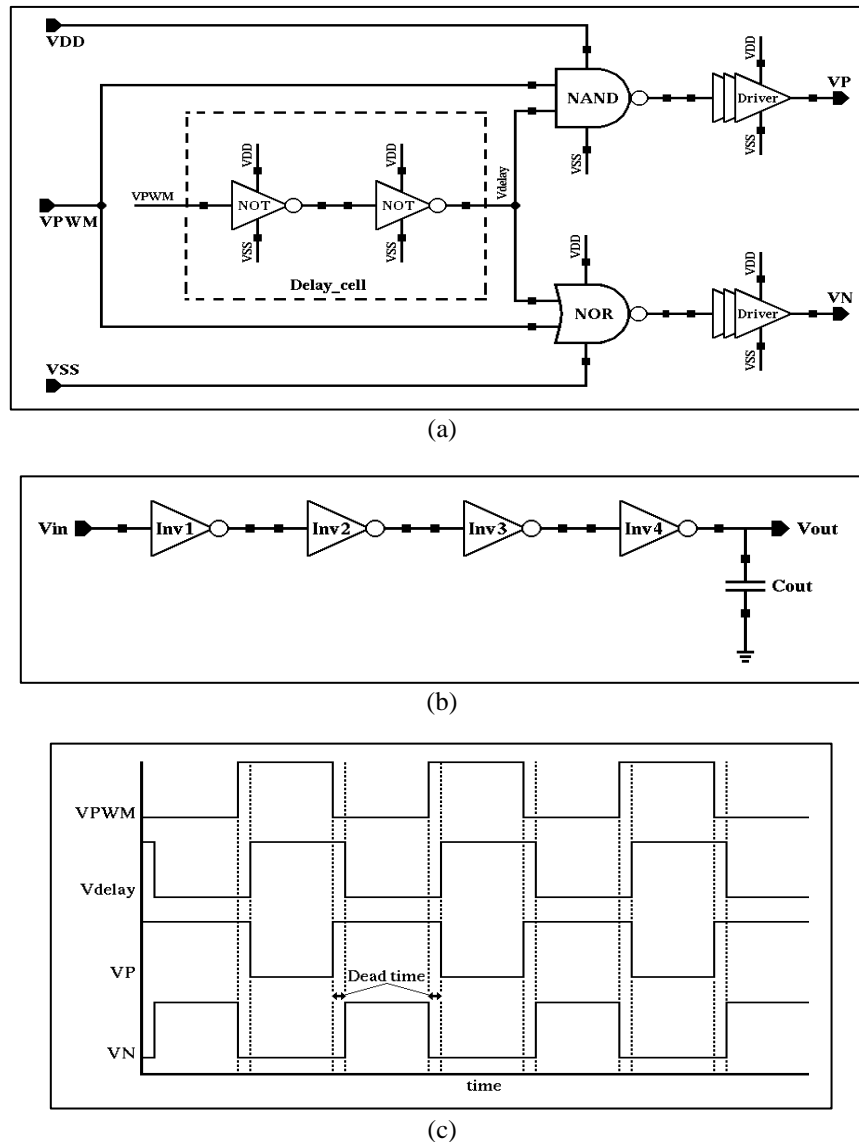 VDD
VDD
VP
NAND
Driver
VSS
VSS
VDD
VDD
Vdelay
VPWM
NOT
NOT
VPWM
VSS
VSS
VDD
VDD
Delay_cell
VN
NOR
Driver
VSS
VSS
(a)
Vin
Inv1
Inv2
Inv3
Inv4
Vout
Cout
(b)
VPWM
Vdelay
VP
Dead time
VN
time
(c)